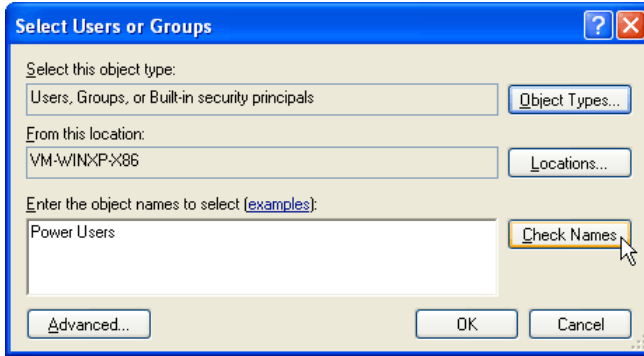 Select Users or Groups
Select this object type:
Users, Groups, or Built-in security principals
Object Types...
From this location:
VM-WINXP-X86
Locations...
Enter the object names to select (examples):
Power Users
Check Names
Advanced...
OK
Cancel